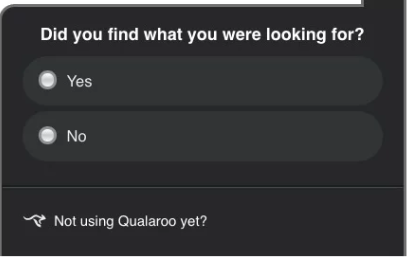 Did you find what you were looking for?
Yes
No
Not using Qualaroo yet?